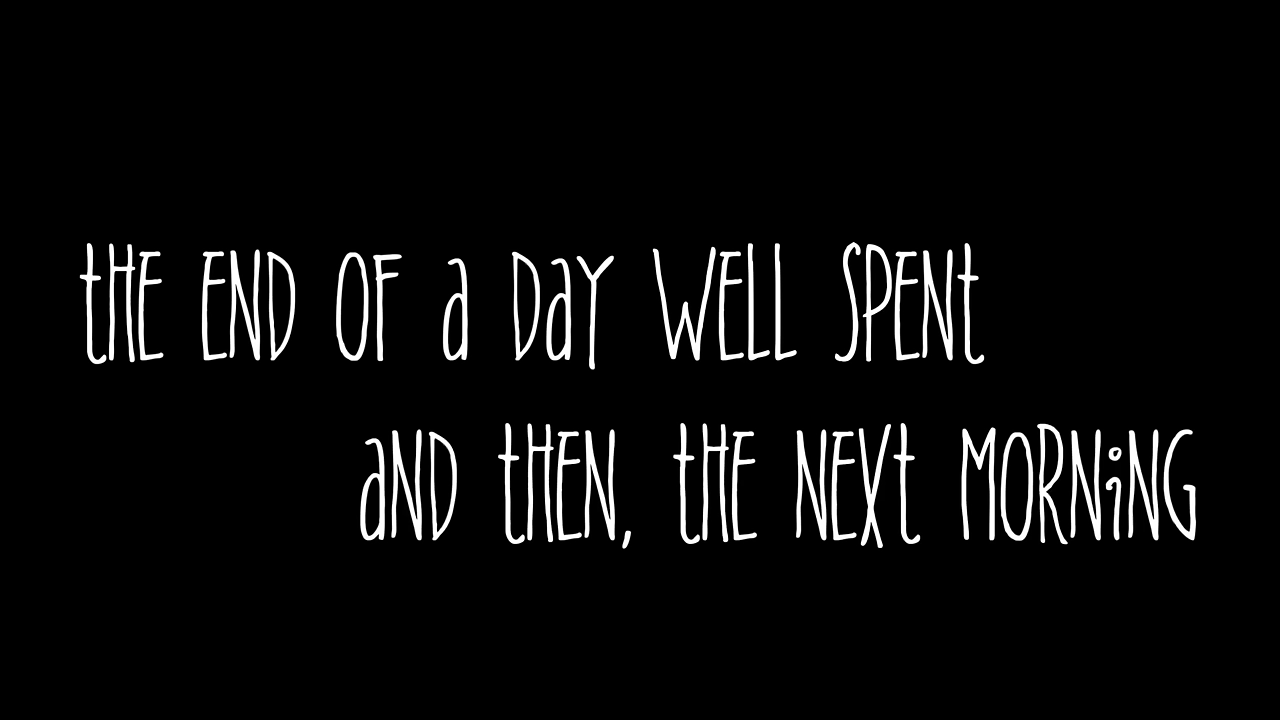 the end of a day well spent
and then, the next morning